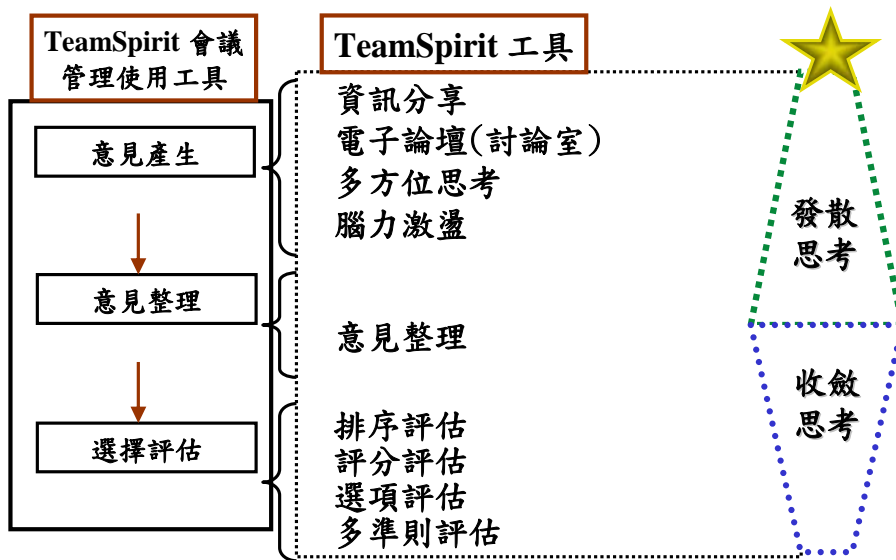 TeamSpirit 會議
管理使用工具
意見產生
意見整理
選擇評估
TeamSpirit 工具
資訊分享
電子論壇(討論室)
多方位思考
腦力激盪
意見整理
排序評估
評分評估
選項評估
多準則評估
發散
思考
收斂
思考